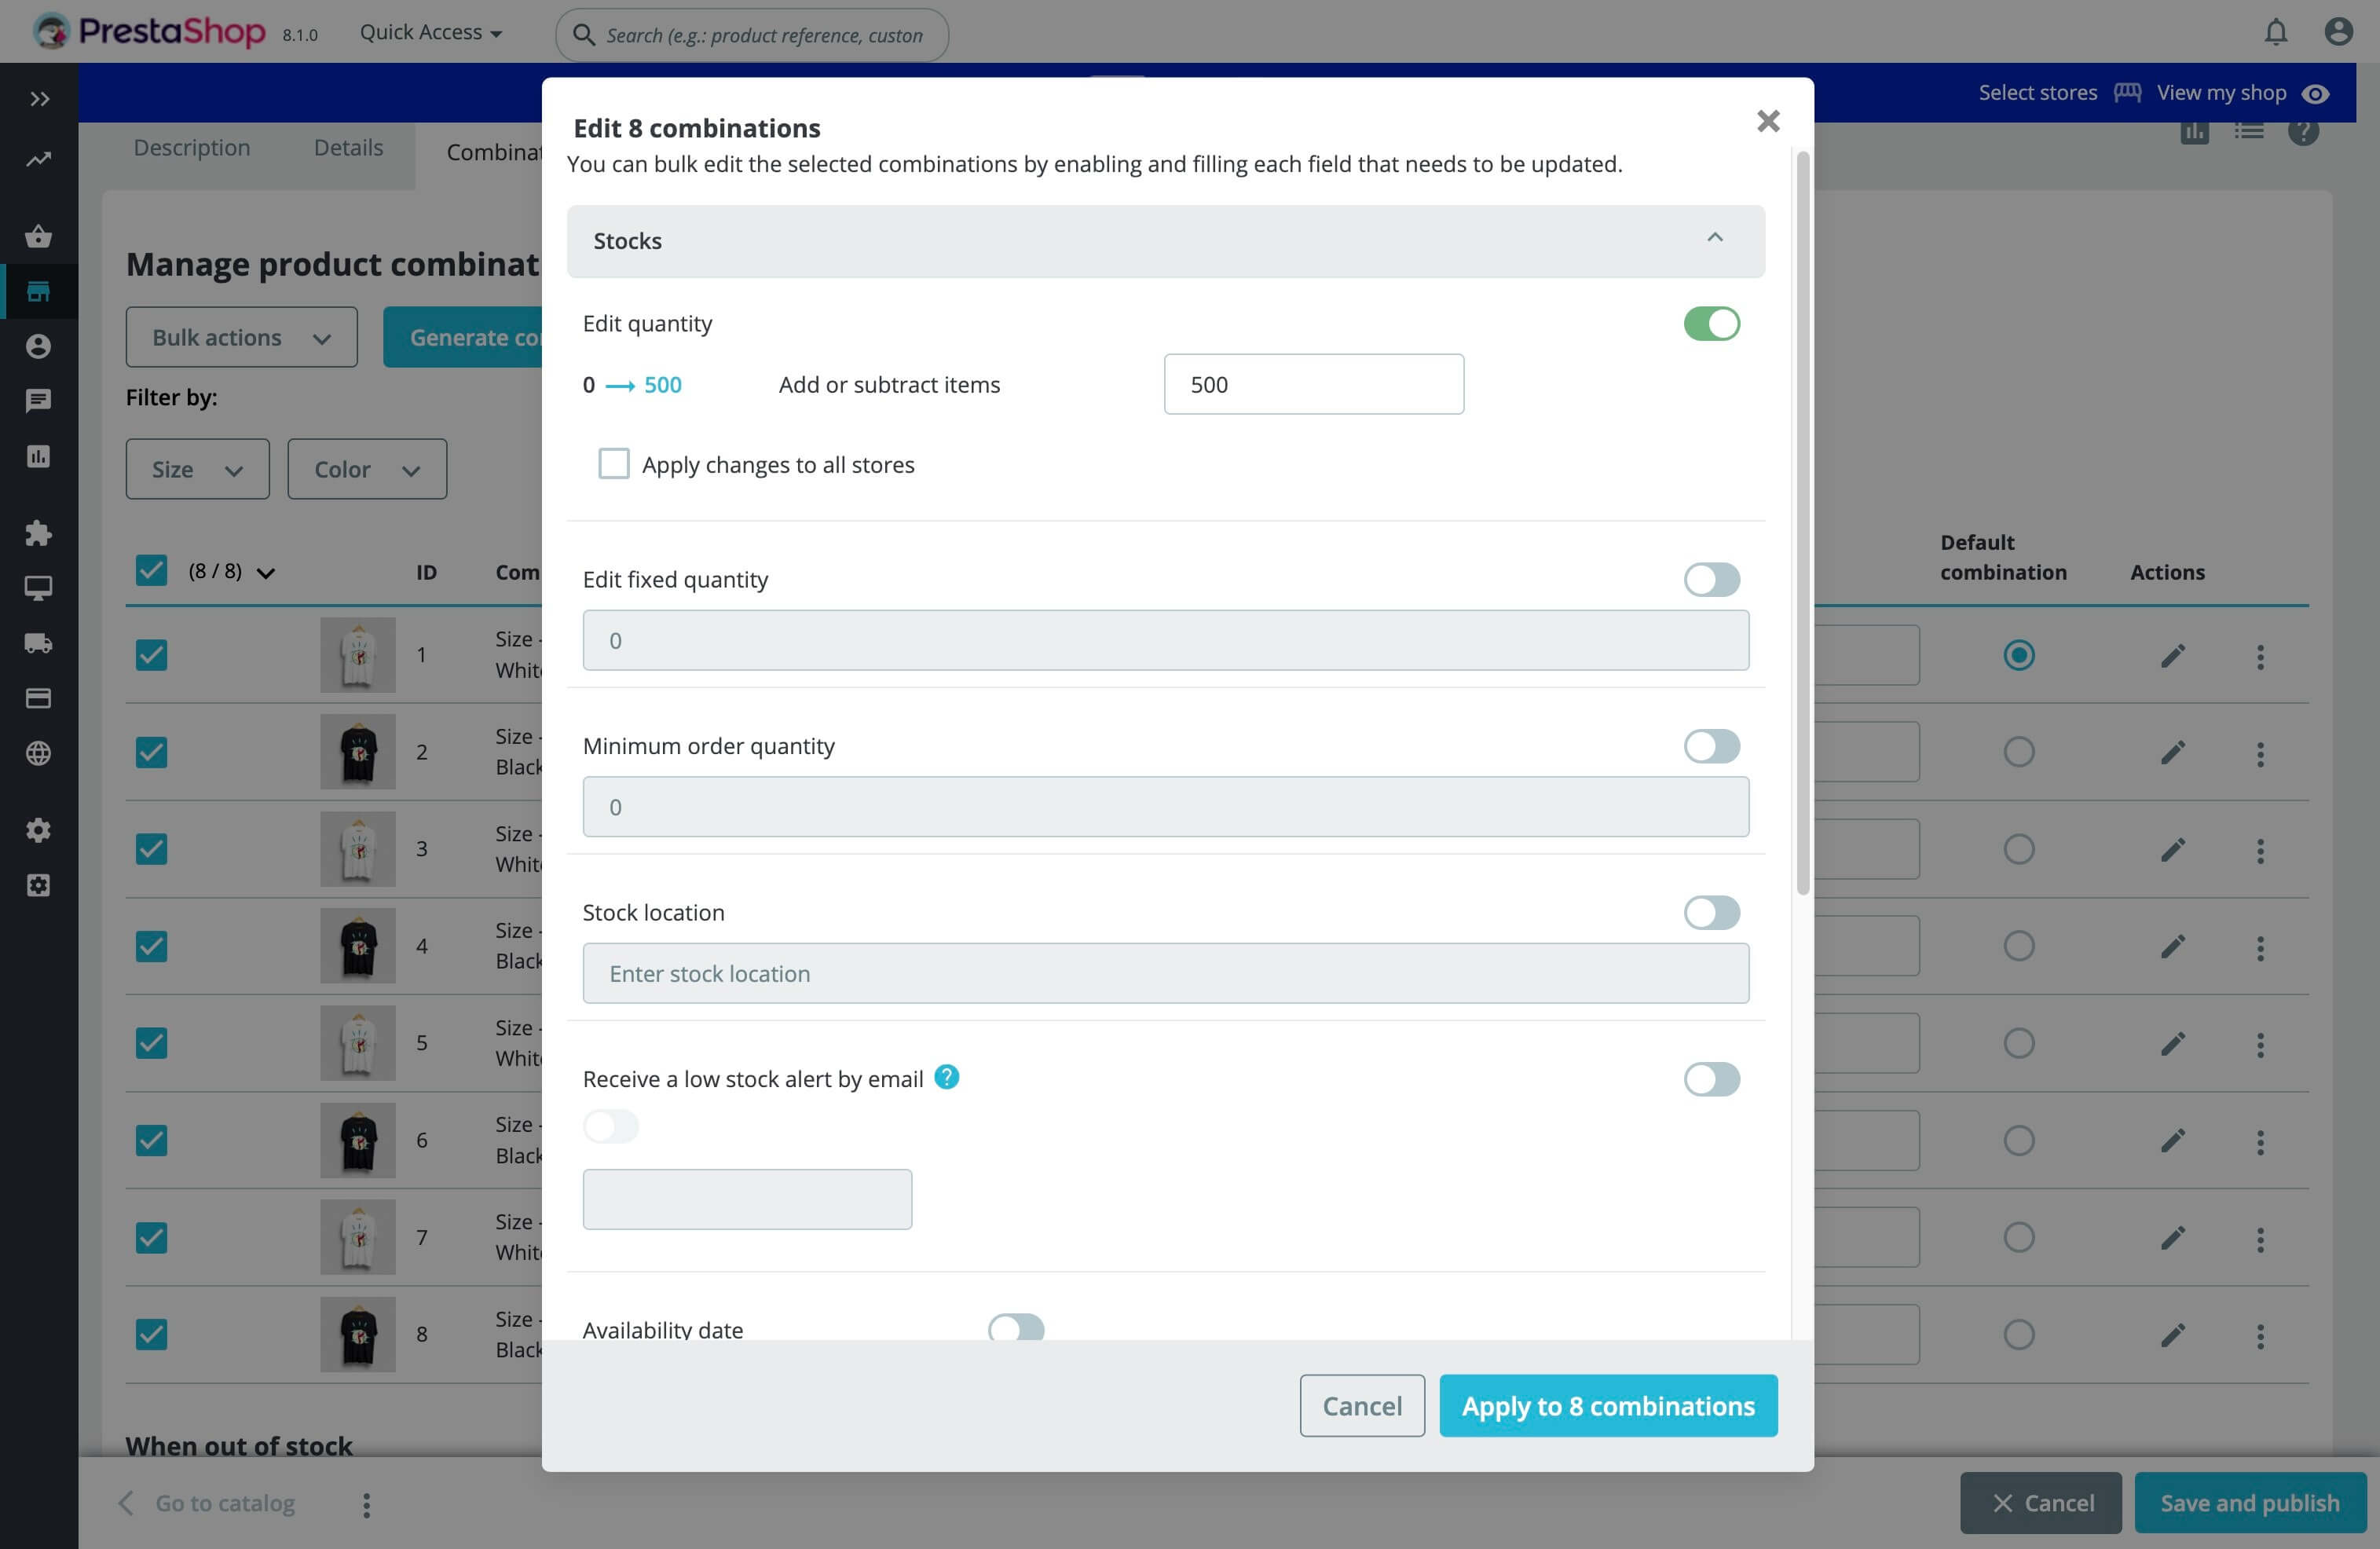 PrestaShop 8.1.0 Quick Access Search (e.g.: product reference, custon
Select stores View my shop
Description Details Combinat
Edit 8 combinations
You can bulk edit the selected combinations by enabling and filling each field that needs to be updated.
Stocks
Manage product combinat
Bulk actions Generate co
Filter by:
Size Color
Edit quantity
0 → 500 Add or subtract items 500
Apply changes to all stores
(8 / 8) ID Com
Default
combination Actions
Edit fixed quantity
0
1 Size -
White
Minimum order quantity
0
2 Size -
Black
3 Size -
White
Stock location
Enter stock location
4 Size -
Black
5 Size -
White
Receive a low stock alert by email ?
6 Size -
Black
7 Size -
White
Availability date
8 Size -
Black
Cancel Apply to 8 combinations
When out of stock
Go to catalog Cancel Save and publish